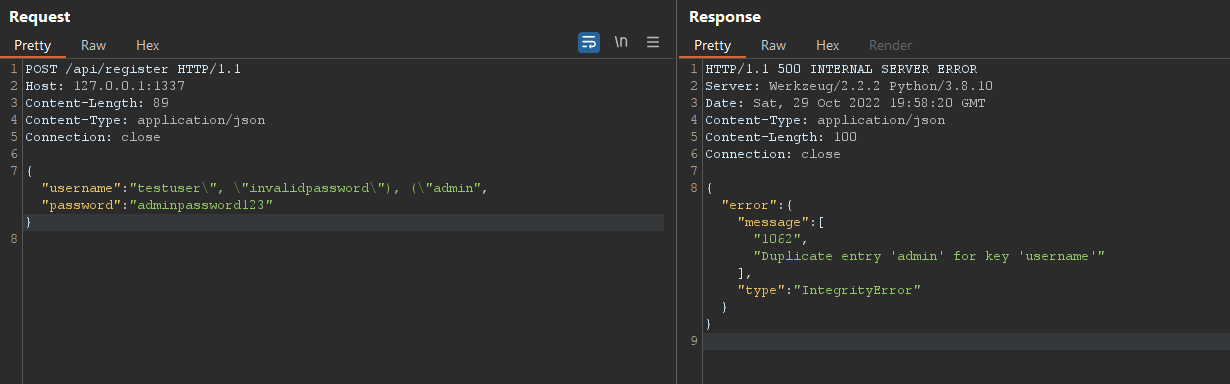 Request
Pretty Raw Hex
\n
1 POST /api/register HTTP/1.1
2 Host: 127.0.0.1:1337
3 Content-Length: 89
4 Content-Type: application/json
5 Connection: close
6
7 {
"username":"testuser\", \"invalidpassword\"), (\"admin",
"password":"adminpassword123"
}
8
Response
Pretty Raw Hex Render
1 HTTP/1.1 500 INTERNAL SERVER ERROR
2 Server: Werkzeug/2.2.2 Python/3.8.10
3 Date: Sat, 29 Oct 2022 19:58:20 GMT
4 Content-Type: application/json
5 Content-Length: 100
6 Connection: close
7
8 {
"error":{
"message":[
"1062",
"Duplicate entry 'admin' for key 'username'"
],
"type":"IntegrityError"
}
}
9